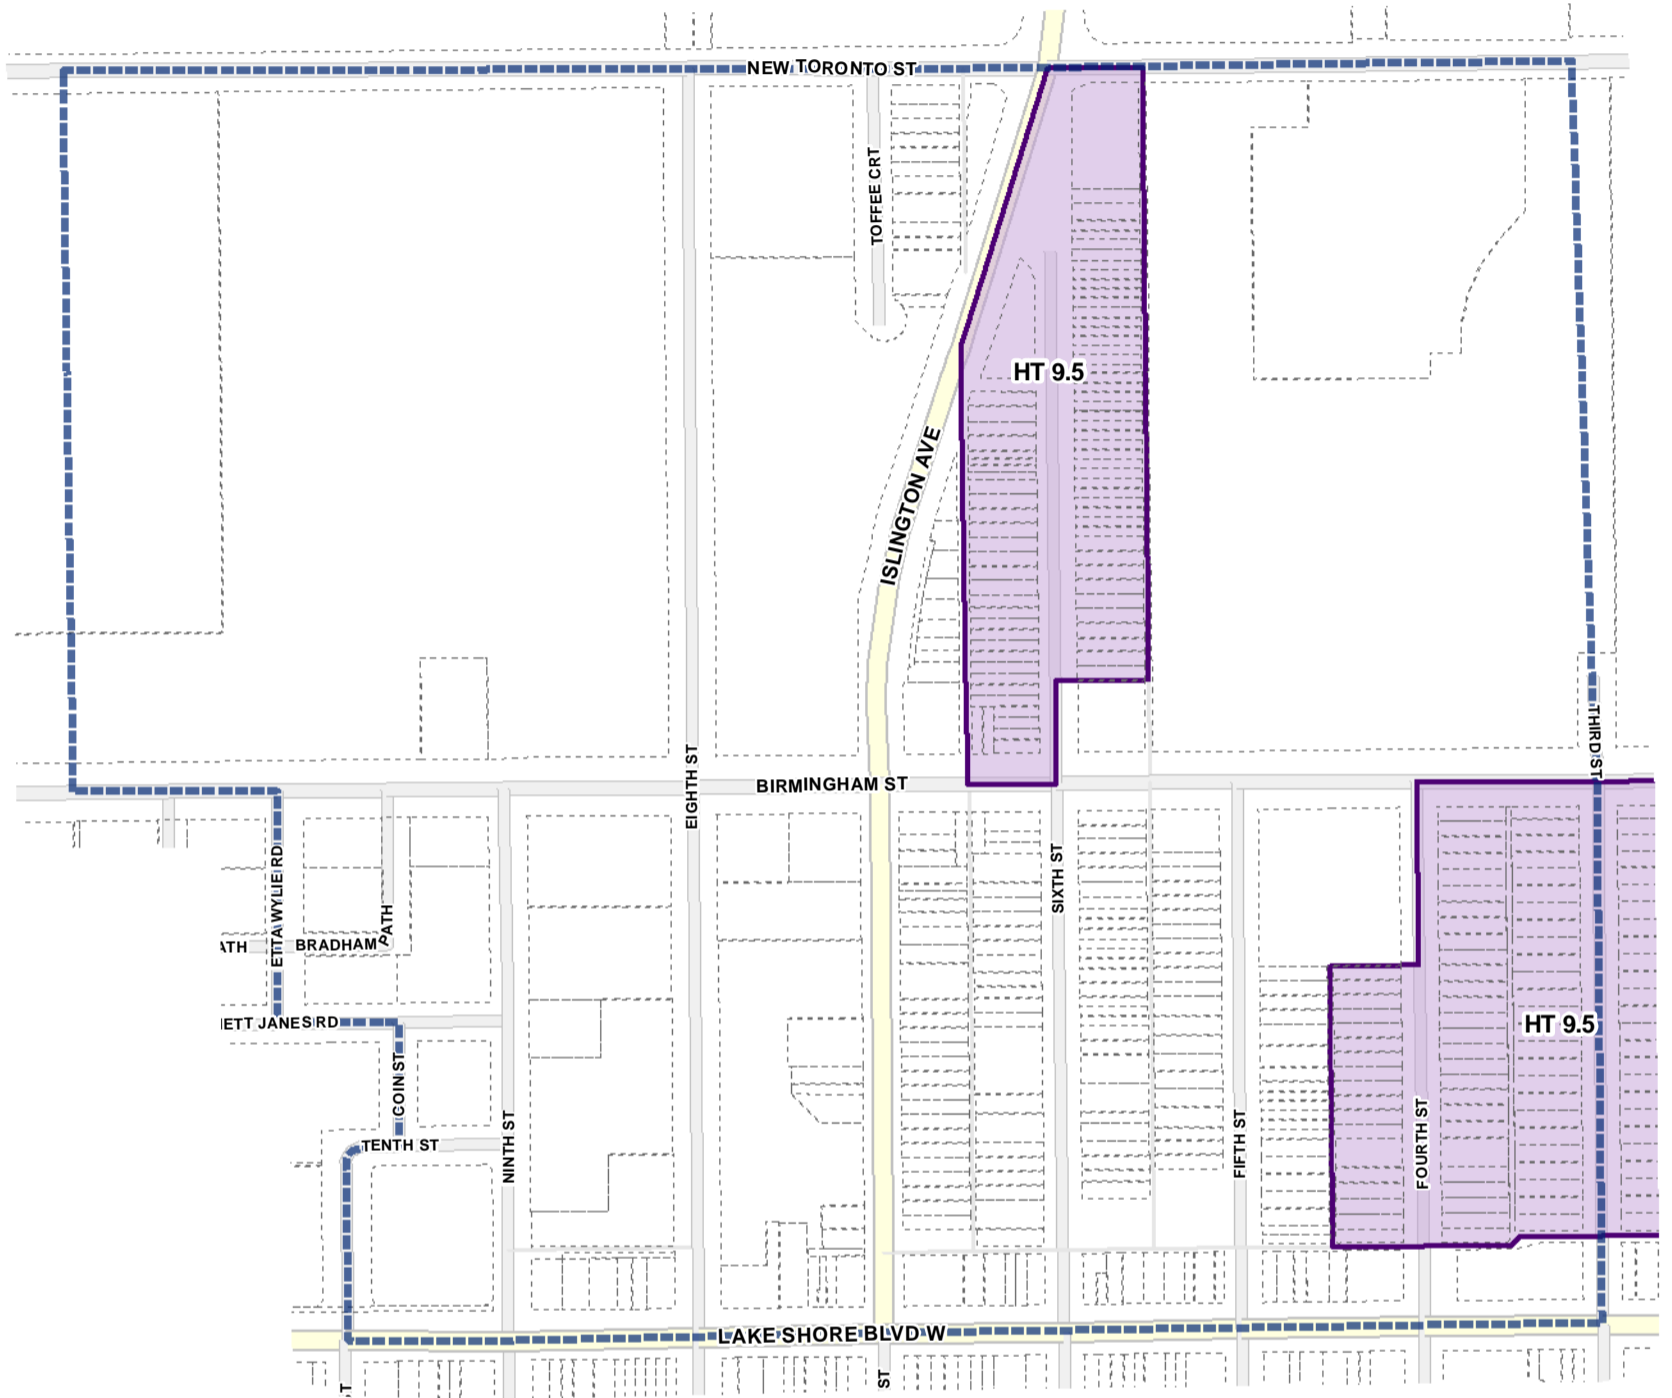 NEW TORONTO ST
TOFFEE CRT
HT 9.5
ISLINGTON AVE
THIRD ST
EIGHTH ST
BIRMINGHAM ST
SIXTH ST
ETTA WYLIE RD
PATH
ATH
BRADHAM
IETT JANES RD
HT 9.5
COIN ST
TENTH ST
NINTH ST
FIFTH ST
FOURTH ST
LAKE SHORE BLVD W
ST
ST